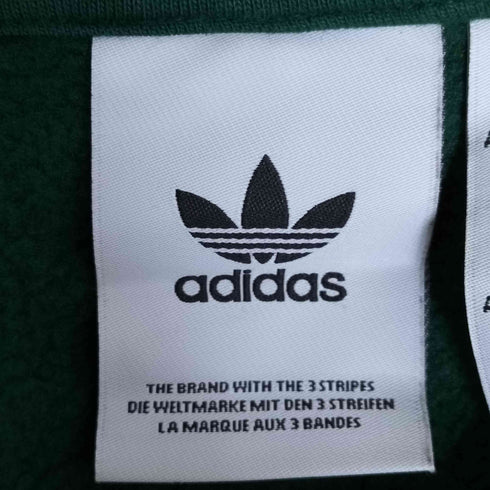 adidas
THE BRAND WITH THE 3 STRIPES
DIE WELTMARKE MIT DEN 3 STREIFEN
LA MARQUE AUX 3 BANDES